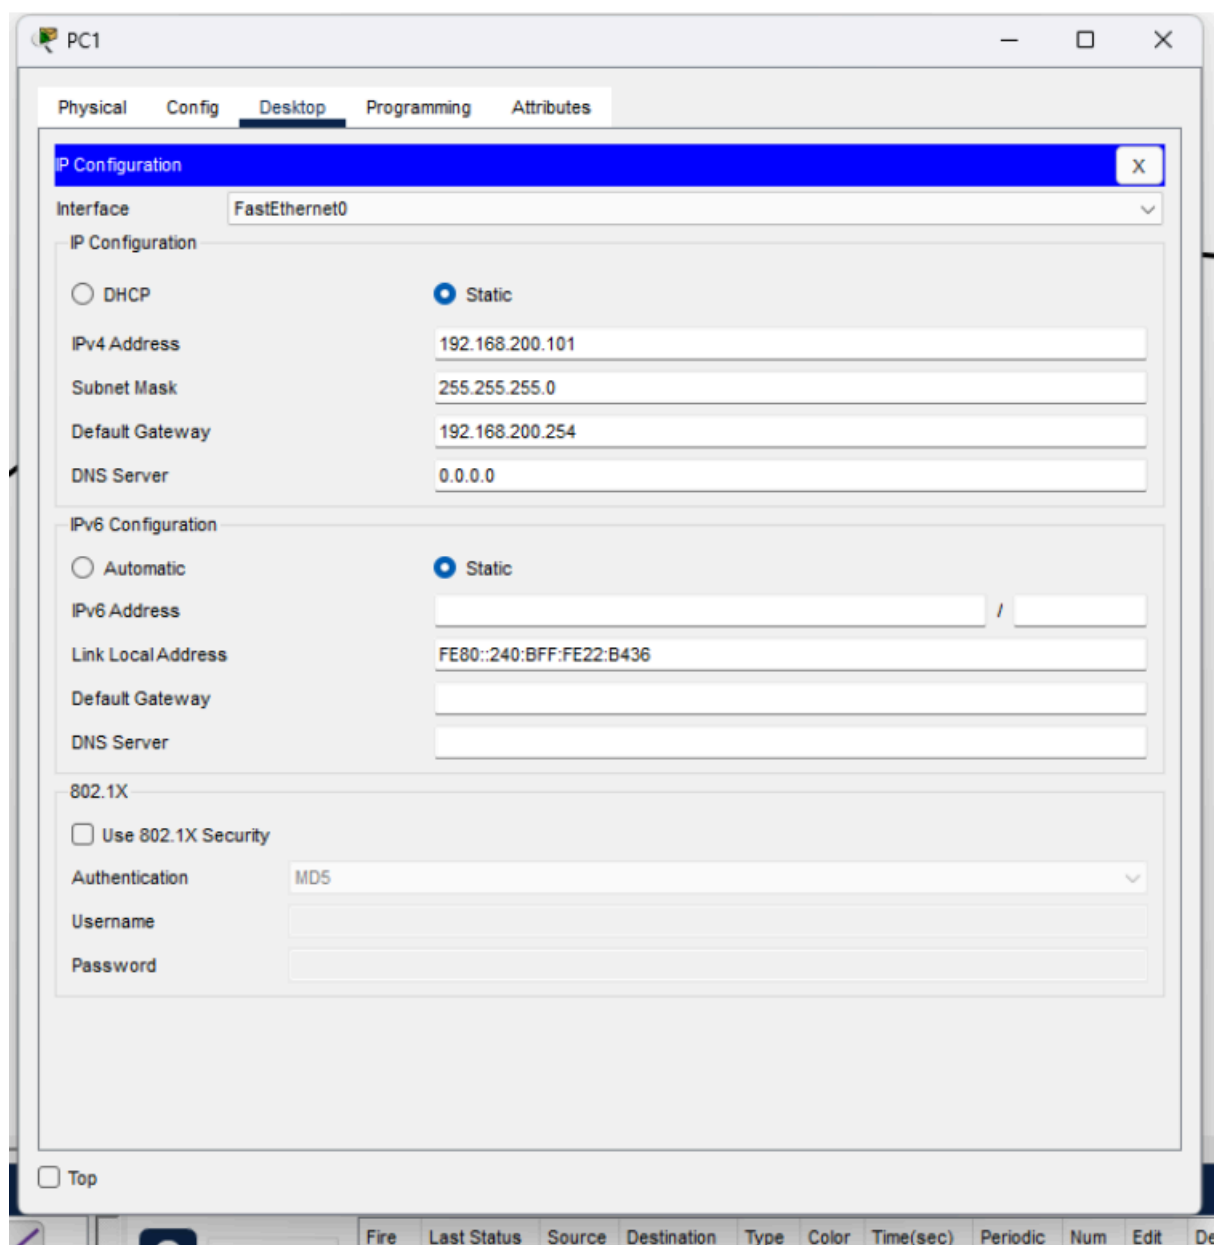 PC1
Physical Config Desktop Programming Attributes
IP Configuration X
Interface FastEthernet0
IP Configuration
DHCP Static
IPv4 Address 192.168.200.101
Subnet Mask 255.255.255.0
Default Gateway 192.168.200.254
DNS Server 0.0.0.0
IPv6 Configuration
Automatic Static
IPv6 Address /
Link Local Address FE80::240:BFF:FE22:B436
Default Gateway
DNS Server
802.1X
Use 802.1X Security
Authentication MD5
Username
Password
Top
Fire Last Status Source Destination Type Color Time(sec) Periodic Num Edit De